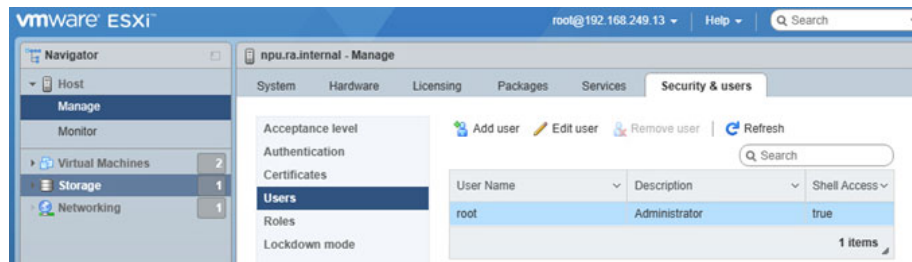 vmware ESXi
root@192.168.249.13 Help Search
Navigator
Host
Manage
Monitor
Virtual Machines 2
Storage 1
Networking 1
npu.ra.internal - Manage
System Hardware Licensing Packages Services Security & users
Acceptance level
Authentication
Certificates
Users
Roles
Lockdown mode
Add user Edit user Remove user Refresh
Search
User Name Description Shell Access
root Administrator true
1 items